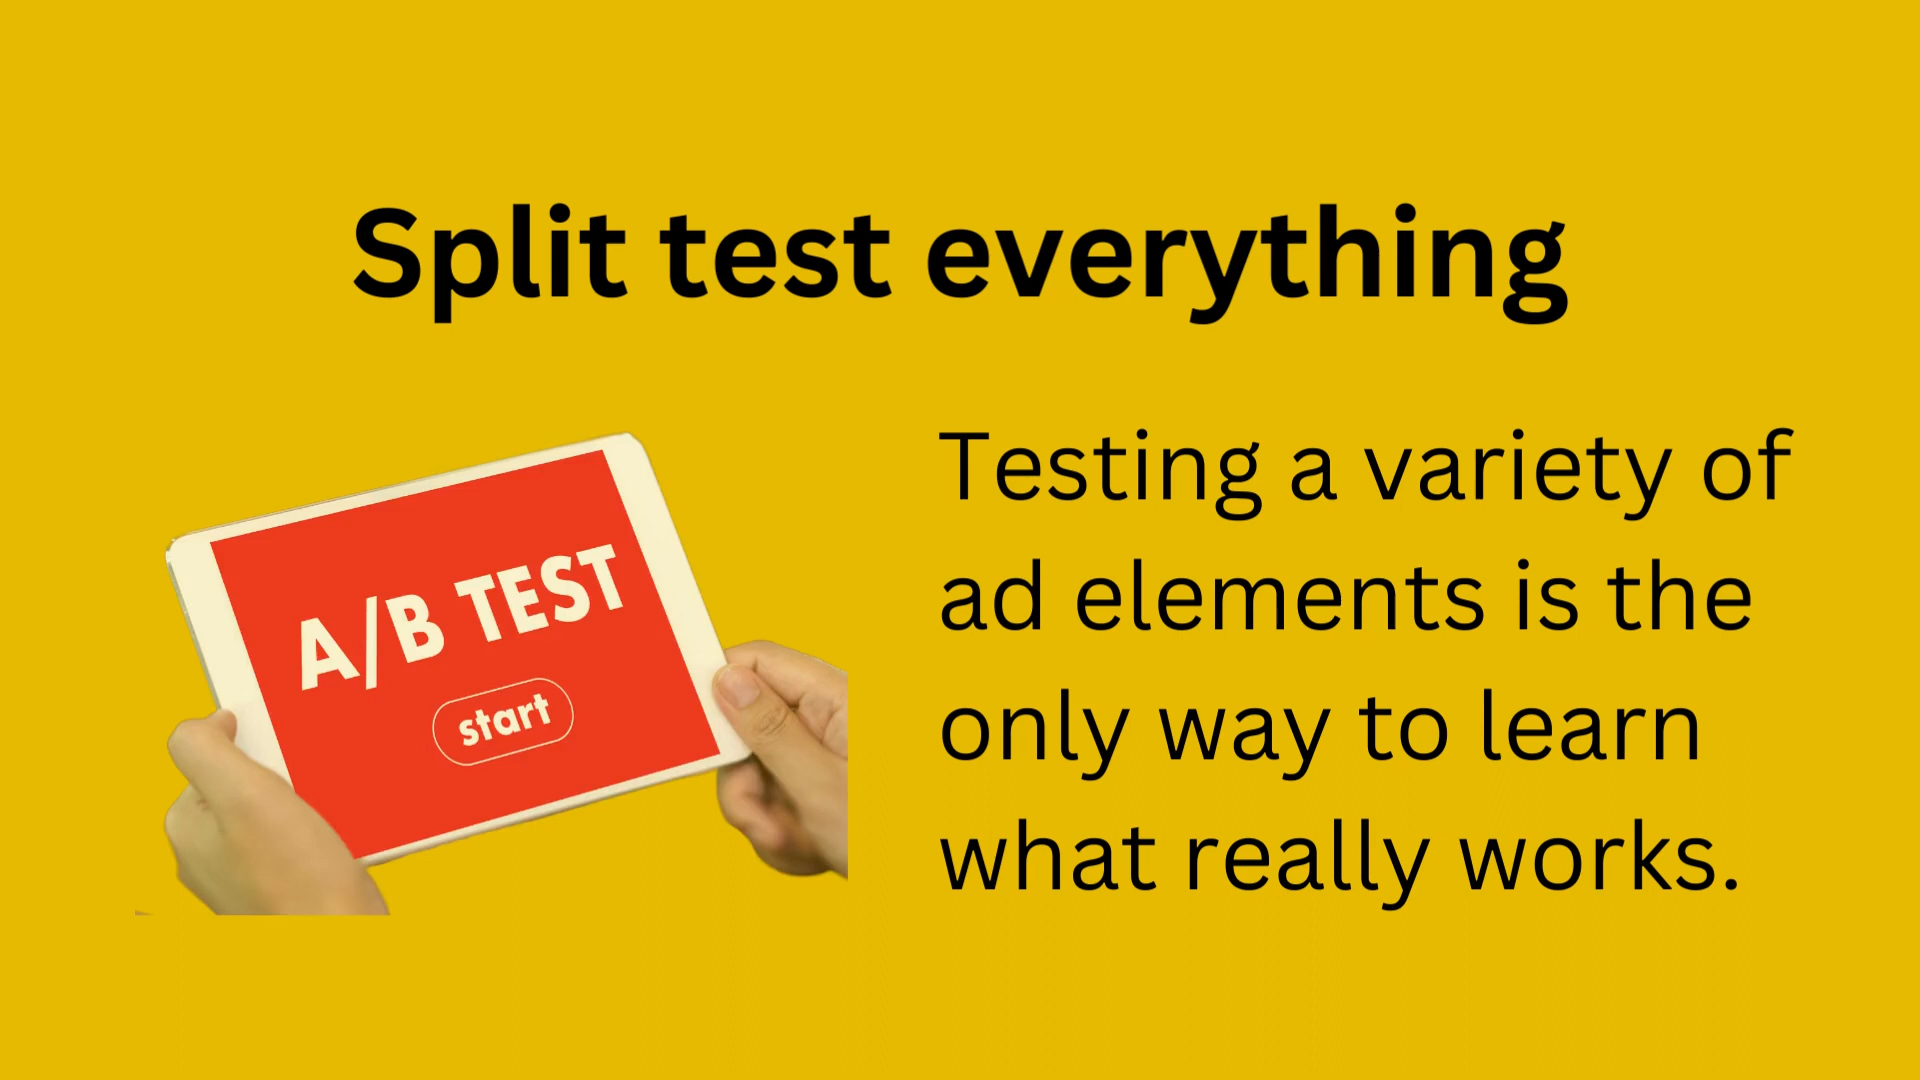 Split test everything
A/B TEST
start
Testing a variety of
ad elements is the
only way to learn
what really works.